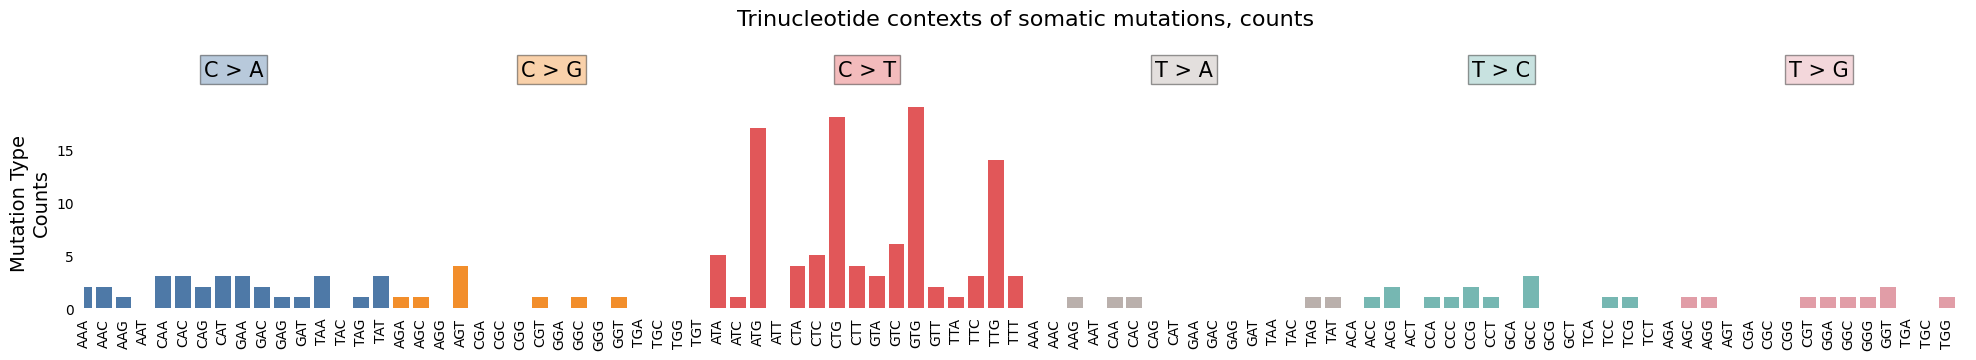 Trinucleotide contexts of somatic mutations, counts
C > A C > G C > T T > A T > C T > G
Mutation Type
Counts
15
10
5
0
AAA AAC AAG AAT CAA CAC CAG CAT GAA GAC GAG GAT TAA TAC TAG TAT AGA AGC AGG AGT CGA CGC CGG CGT GGA GGC GGG GGT TGA TGC TGG TGT ATA ATC ATG ATT CTA CTC CTG CTT GTA GTC GTG GTT TTA TTC TTG TTT AAA AAC AAG AAT CAA CAC CAG CAT GAA GAC GAG GAT TAA TAC TAG TAT ACA ACC ACG ACT CCA CCC CCG CCT GCA GCC GCG GCT TCA TCC TCG TCT AGA AGC AGG AGT CGA CGC CGG CGT GGA GGC GGG GGT TGA TGC TGG